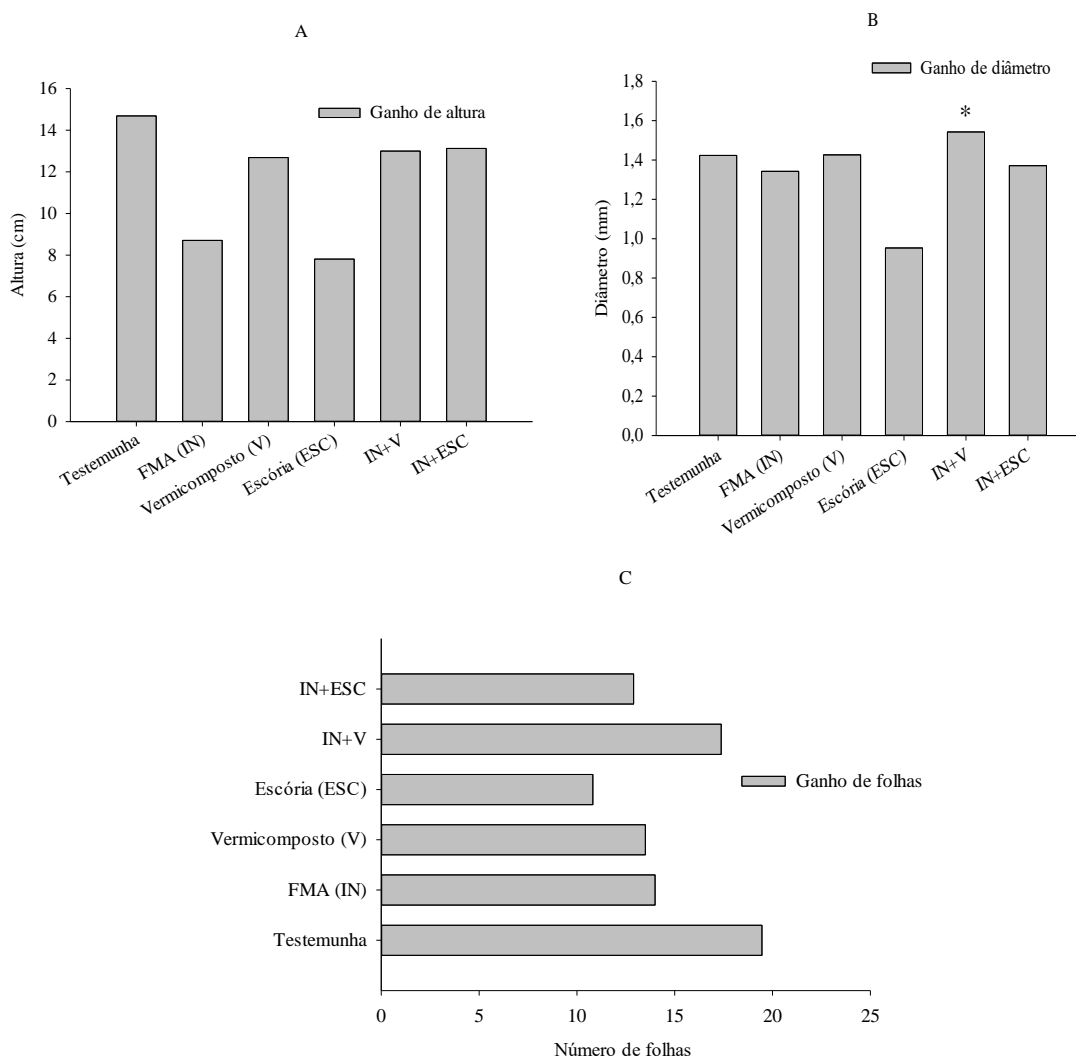 A
Ganho de altura
16
14
12
10
8
6
4
2
0
Altura (cm)
Testemunha
FMA (IN)
Vermicomposto (V)
Escória (ESC)
IN+V
IN+ESC
B
Ganho de diâmetro
*
1,8
1,6
1,4
1,2
1,0
0,8
0,6
0,4
0,2
0,0
Diâmetro (mm)
Testemunha
FMA (IN)
Vermicomposto (V)
Escória (ESC)
IN+V
IN+ESC
C
IN+ESC
IN+V
Escória (ESC)
Vermicomposto (V)
FMA (IN)
Testemunha
Ganho de folhas
0 5 10 15 20 25
Número de folhas